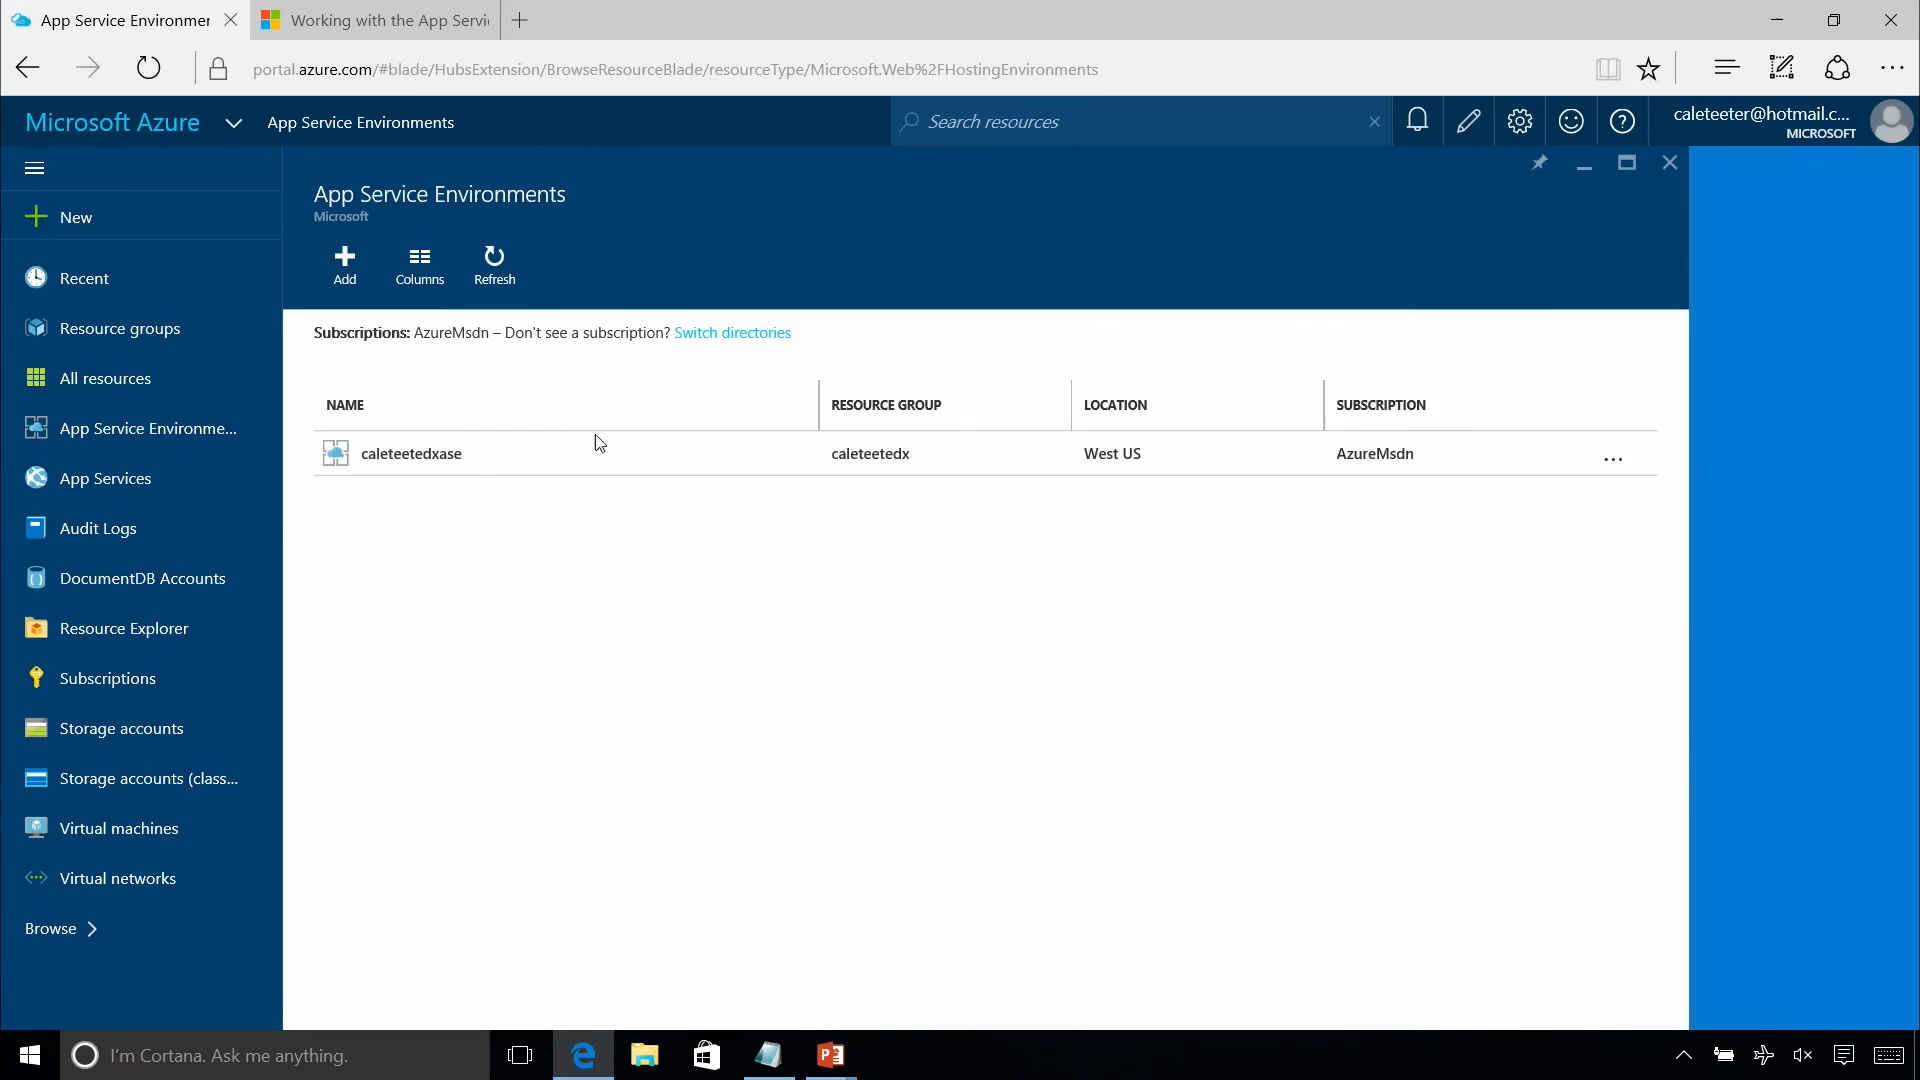 App Service Environmen
Working with the App Servi
portal.azure.com/#blade/HubsExtension/BrowseResourceBlade/resourceType/Microsoft.Web%2FHostingEnvironments
Microsoft Azure
App Service Environments
Search resources
caleteeter@hotmail.c...
MICROSOFT
App Service Environments
Microsoft
New
Add
Columns
Refresh
Recent
Resource groups
All resources
App Service Environme...
App Services
Audit Logs
DocumentDB Accounts
Resource Explorer
Subscriptions
Storage accounts
Storage accounts (class...
Virtual machines
Virtual networks
Browse
Subscriptions: AzureMsdn – Don't see a subscription? Switch directories
NAME RESOURCE GROUP LOCATION SUBSCRIPTION
caleteetedxase caleteetedx West US AzureMsdn ...
I'm Cortana. Ask me anything.